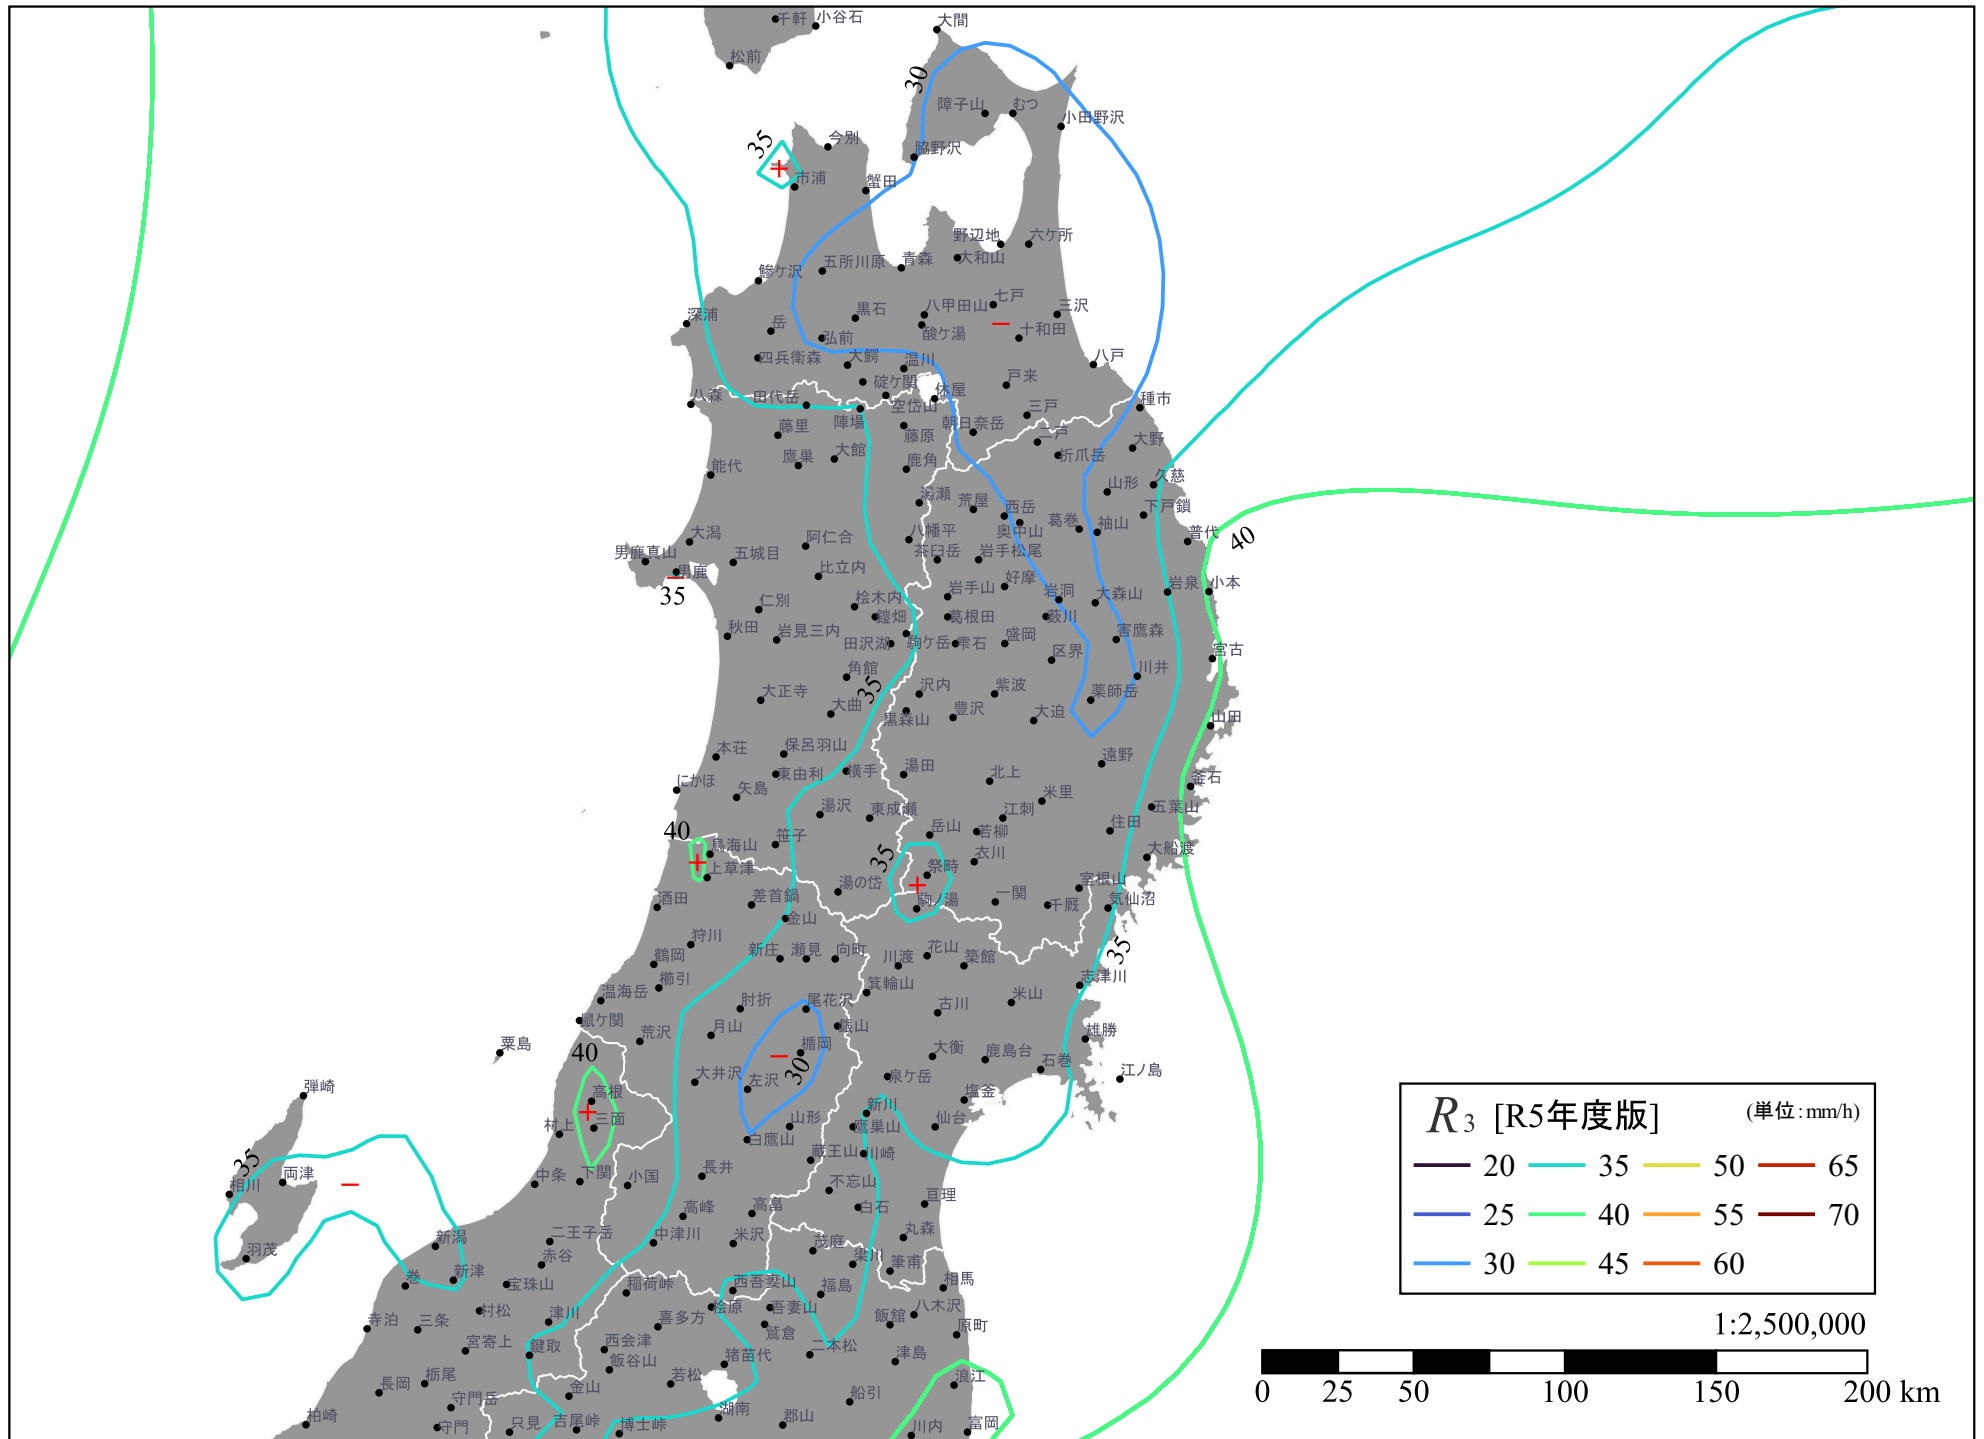 千軒
小谷石
大間
松前
30
障子山
むつ
小田野沢
35
今別
脇野沢
市浦
蟹田
野辺地
六ケ所
鰺ケ沢
五所川原
青森
大和山
七戸
深浦
岳
黒石
八甲田山
三沢
弘前
酸ケ湯
十和田
四兵衛森
大鰐
温川
八戸
碇ケ関
戸来
休屋
八森
田代岳
空岱山
種市
陣場
三戸
藤里
藤原
朝日奈岳
二戸
大野
鷹巣
大館
鹿角
折爪岳
能代
久慈
湯瀬
荒屋
西岳
山形
下戸鎖
大潟
阿仁合
八幡平
奥中山
葛巻
袖山
普代
40
男鹿真山
五城目
茶臼岳
岩手松尾
男鹿
比立内
好摩
岩泉
小本
35
岩手山
岩洞
大森山
仁別
桧木内
鎧畑
葛根田
薮川
秋田
岩見三内
田沢湖
駒ケ岳
雫石
盛岡
害鷹森
区界
宮古
角館
川井
35
大正寺
沢内
紫波
薬師岳
大曲
黒森山
豊沢
大迫
山田
本荘
保呂羽山
遠野
東由利
横手
湯田
北上
釜石
にかほ
矢島
米里
湯沢
東成瀬
江刺
五葉山
40
岳山
若柳
住田
鳥海山
笹子
35
衣川
大船渡
上草津
祭畤
湯の岱
室根山
酒田
差首鍋
駒ノ湯
一関
千厩
気仙沼
金山
狩川
35
鶴岡
新庄
瀬見
向町
川渡
花山
築館
櫛引
志津川
温海岳
箕輪山
肘折
尾花沢
古川
米山
鼠ケ関
荒沢
月山
銀山
雄勝
粟島
40
楯岡
大衡
鹿島台
石巻
30
江ノ島
弾崎
高根
大井沢
左沢
泉ケ岳
塩釜
村上
三面
山形
新川
白鷹山
鷹巣山
仙台
35
蔵王山
川崎
相川
両津
中条
下関
小国
長井
不忘山
高峰
高畠
白石
亘理
新潟
二王子岳
中津川
米沢
丸森
羽茂
赤谷
茂庭
梁川
筆甫
巻
新津
宝珠山
稲荷峠
西吾妻山
福島
相馬
村松
津川
桧原
吾妻山
飯舘
八木沢
寺泊
三条
喜多方
鷲倉
原町
宮寄上
鍵取
西会津
二本松
猪苗代
津島
栃尾
飯谷山
若松
浪江
長岡
守門岳
金山
船引
柏崎
守門
只見
吉尾峠
博士峠
湖南
郡山
川内
富岡
R3 [R5年度版] (単位:mm/h)
20 35 50 65
25 40 55 70
30 45 60
1:2,500,000
0 25 50 100 150 200 km